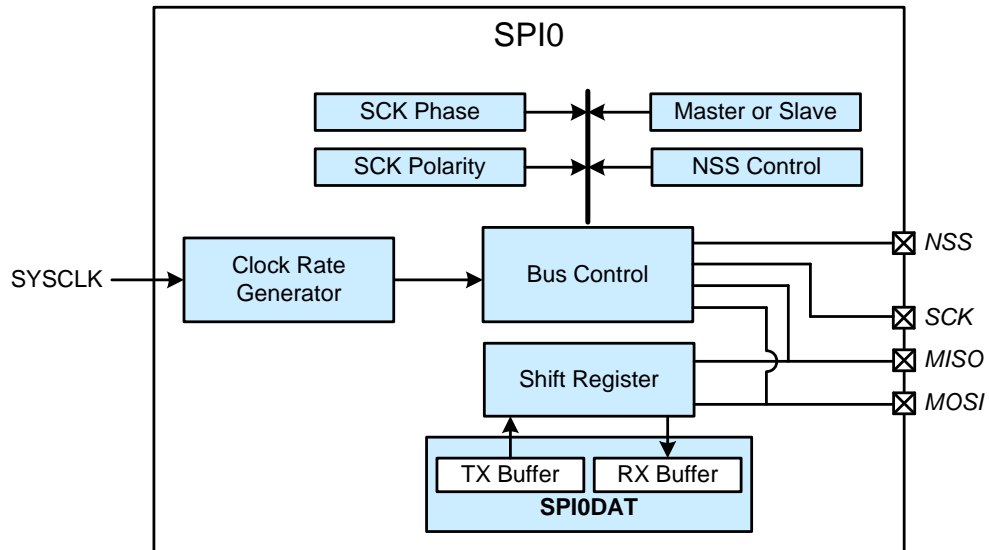 SPI0
SCK Phase
Master or Slave
SCK Polarity
NSS Control
SYSCLK
Clock Rate
Generator
Bus Control
NSS
SCK
Shift Register
MISO
MOSI
TX Buffer
RX Buffer
SPI0DAT